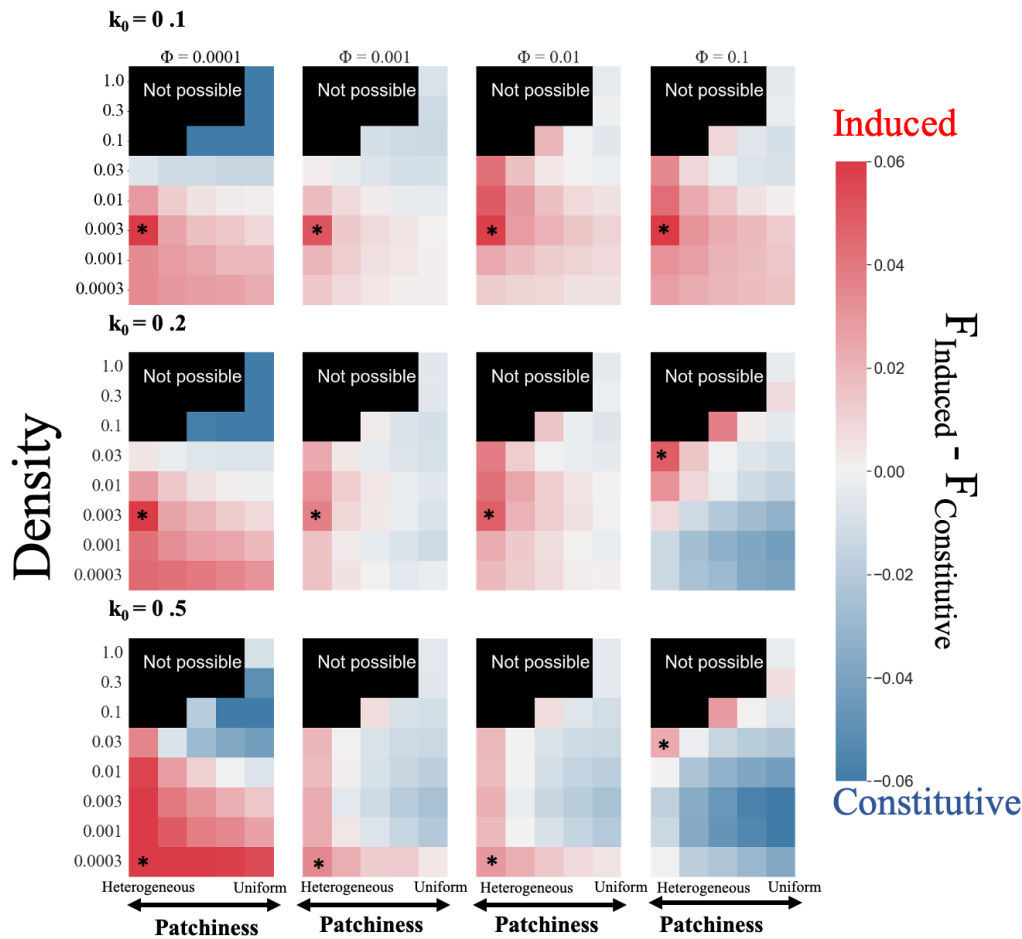 k₀ = 0 .1
Φ = 0.0001 Φ = 0.001 Φ = 0.01 Φ = 0.1
1.0
0.3
0.1
0.03
0.01
0.003
0.001
0.0003
Not possible Not possible Not possible Not possible
* * * *
k₀ = 0 .2
1.0
0.3
0.1
0.03
0.01
0.003
0.001
0.0003
Not possible Not possible Not possible Not possible
* * * *
k₀ = 0 .5
1.0
0.3
0.1
0.03
0.01
0.003
0.001
0.0003
Not possible Not possible Not possible Not possible
* * * *
Heterogeneous Uniform Heterogeneous Uniform Heterogeneous Uniform Heterogeneous Uniform
Patchiness Patchiness Patchiness Patchiness
Density
Induced
0.06
0.04
0.02
0.00
−0.02
−0.04
−0.06
Constitutive
F Induced - F Constitutive